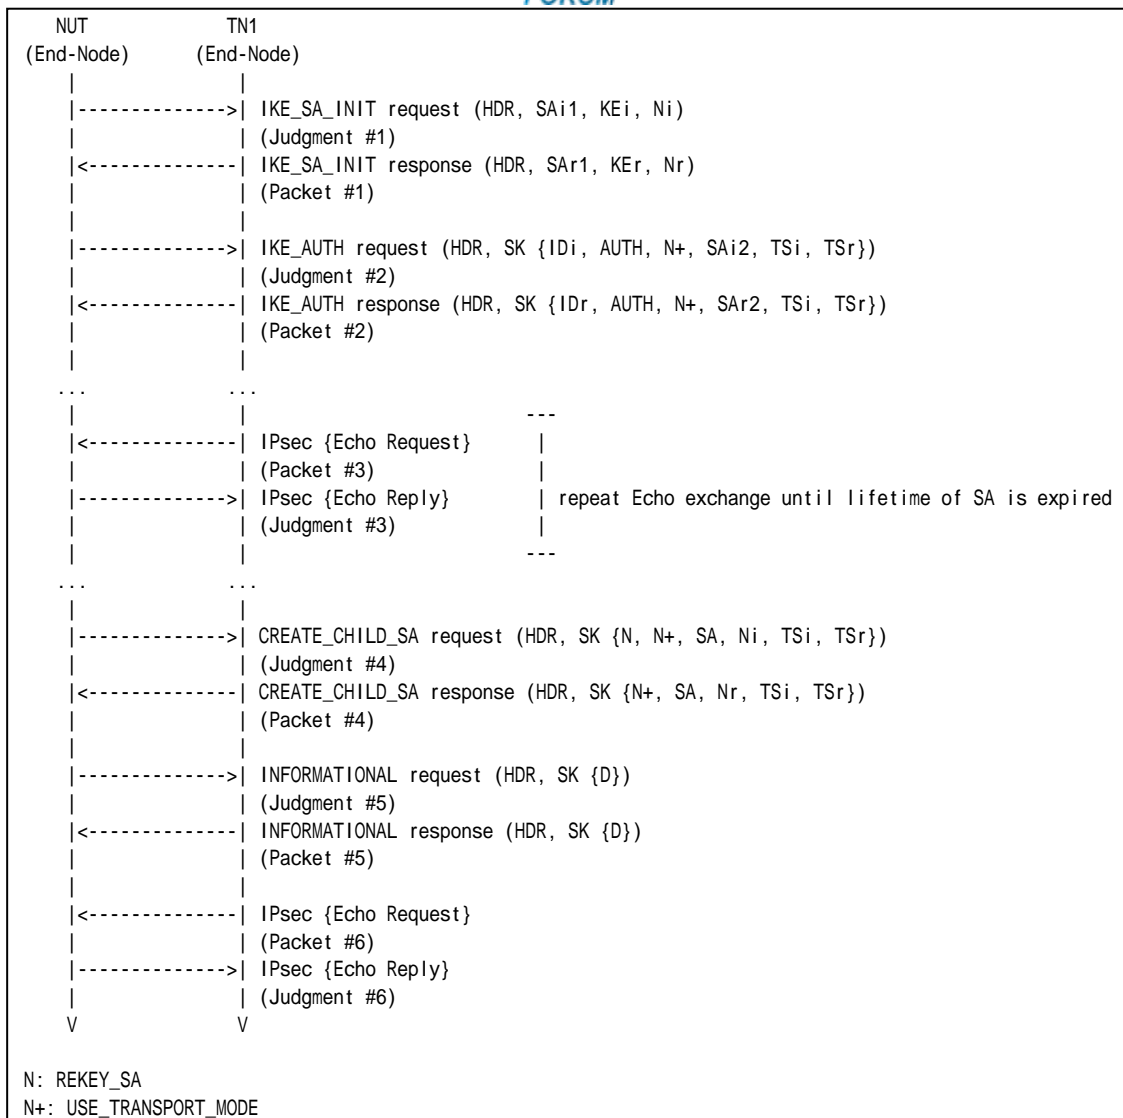 FORUM
NUT TN1
(End-Node) (End-Node)
| |
|-------------->| IKE_SA_INIT request (HDR, SAi1, KEi, Ni)
| | (Judgment #1)
|<--------------| IKE_SA_INIT response (HDR, SAr1, KEr, Nr)
| | (Packet #1)
| |
|-------------->| IKE_AUTH request (HDR, SK {IDi, AUTH, N+, SAi2, TSi, TSr})
| | (Judgment #2)
|<--------------| IKE_AUTH response (HDR, SK {IDr, AUTH, N+, SAr2, TSi, TSr})
| | (Packet #2)
| |
... ...
| | ---
|<--------------| IPsec {Echo Request} |
| | (Packet #3) |
|-------------->| IPsec {Echo Reply} | repeat Echo exchange until lifetime of SA is expired
| | (Judgment #3) |
| | ---
... ...
| |
|-------------->| CREATE_CHILD_SA request (HDR, SK {N, N+, SA, Ni, TSi, TSr})
| | (Judgment #4)
|<--------------| CREATE_CHILD_SA response (HDR, SK {N+, SA, Nr, TSi, TSr})
| | (Packet #4)
| |
|-------------->| INFORMATIONAL request (HDR, SK {D})
| | (Judgment #5)
|<--------------| INFORMATIONAL response (HDR, SK {D})
| | (Packet #5)
| |
|<--------------| IPsec {Echo Request}
| | (Packet #6)
|-------------->| IPsec {Echo Reply}
| | (Judgment #6)
V V
N: REKEY_SA
N+: USE_TRANSPORT_MODE